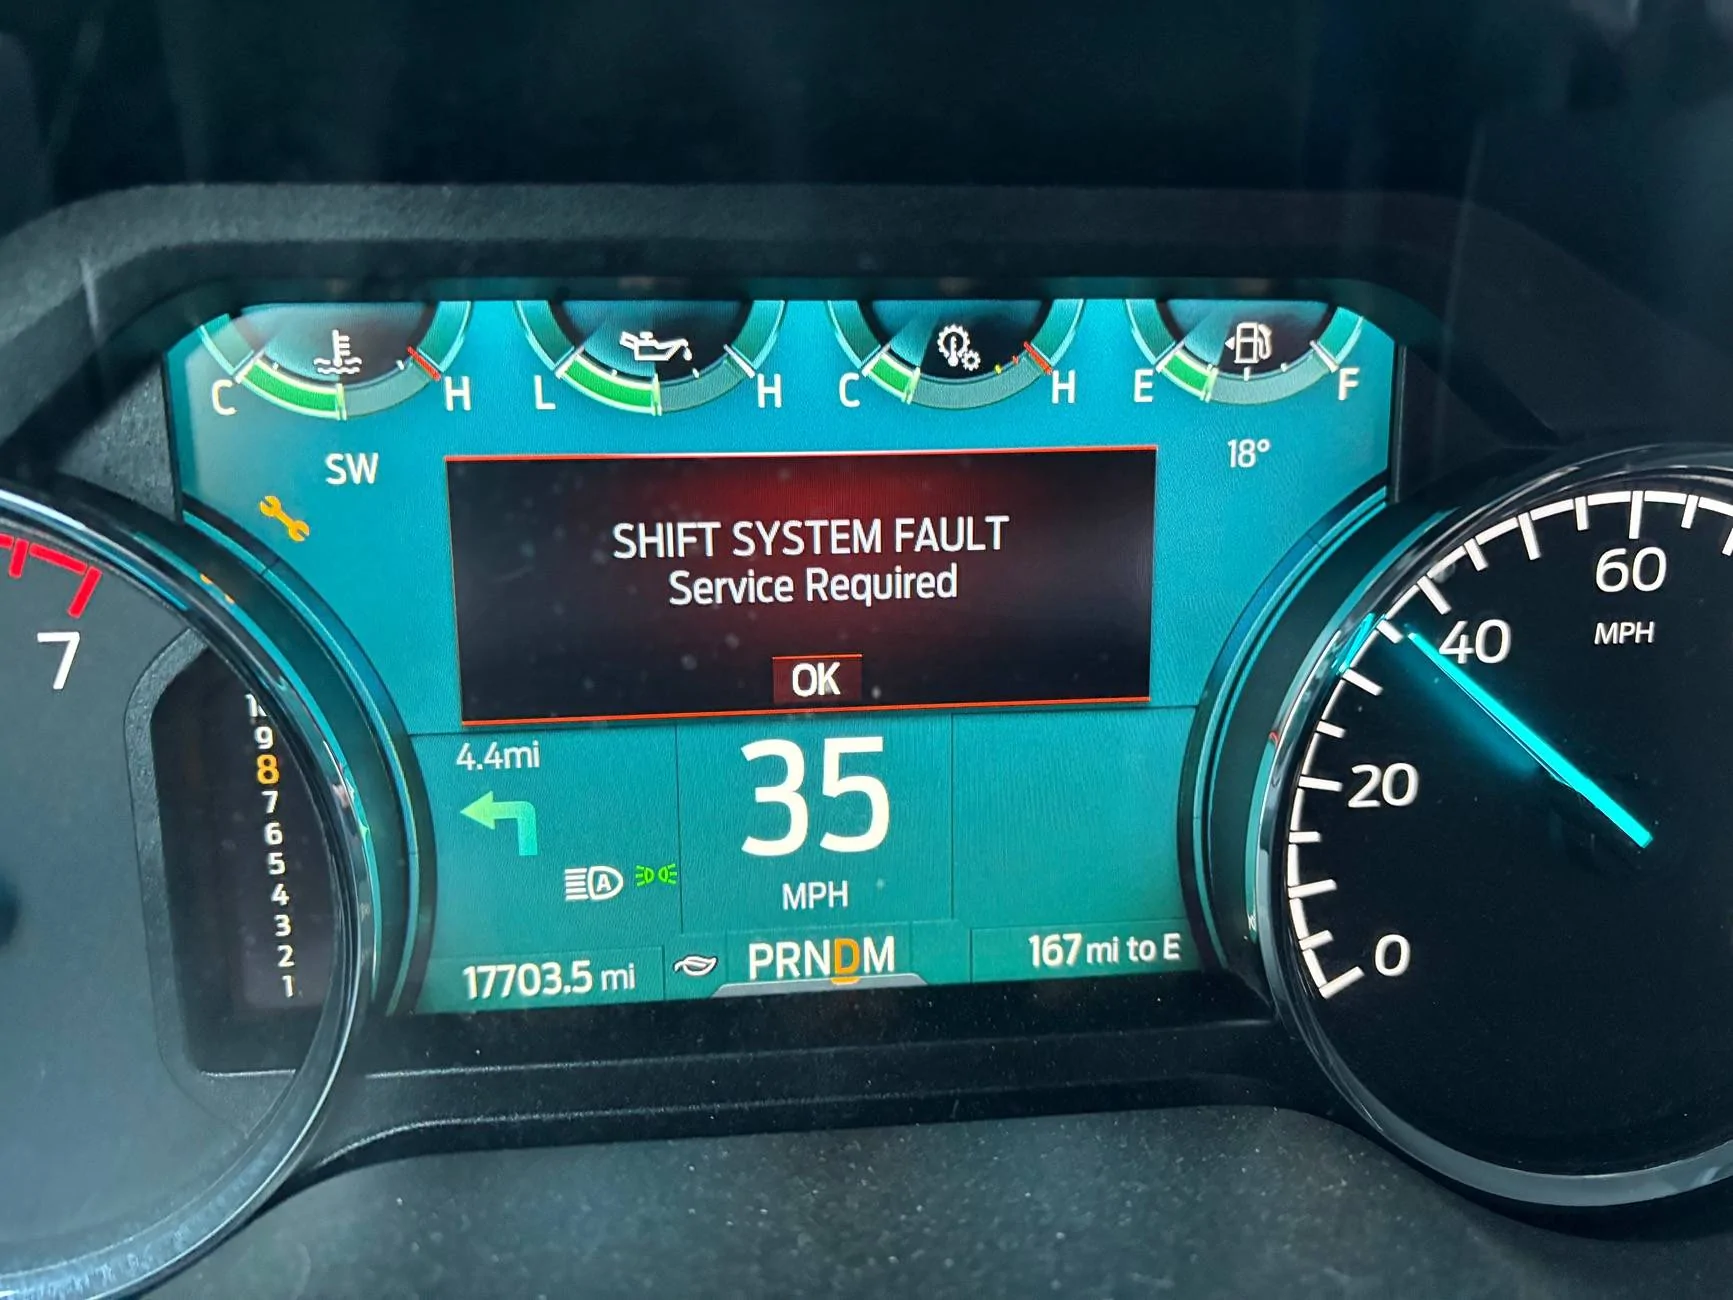 C H L H C H E F
SW
18°
SHIFT SYSTEM FAULT
Service Required
OK
7
9
8
7
6
5
4
3
2
1
4.4mi
A
35
MPH
17703.5 mi
PRNDM
167 mi to E
60
MPH
40
20
0